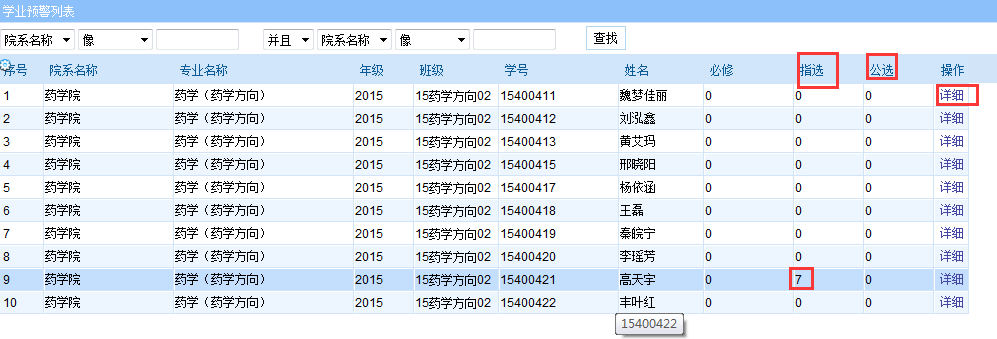 学业预警列表
院系名称 像 并且 院系名称 像 查找
序号 院系名称 专业名称 年级 班级 学号 姓名 必修 指选 公选 操作
1 药学院 药学（药学方向） 2015 15药学方向02 15400411 魏梦佳丽 0 0 0 详细
2 药学院 药学（药学方向） 2015 15药学方向02 15400412 刘泓鑫 0 0 0 详细
3 药学院 药学（药学方向） 2015 15药学方向02 15400413 黄艾玛 0 0 0 详细
4 药学院 药学（药学方向） 2015 15药学方向02 15400415 邢晓阳 0 0 0 详细
5 药学院 药学（药学方向） 2015 15药学方向02 15400417 杨依涵 0 0 0 详细
6 药学院 药学（药学方向） 2015 15药学方向02 15400418 王磊 0 0 0 详细
7 药学院 药学（药学方向） 2015 15药学方向02 15400419 秦皖宁 0 0 0 详细
8 药学院 药学（药学方向） 2015 15药学方向02 15400420 李瑶芳 0 0 0 详细
9 药学院 药学（药学方向） 2015 15药学方向02 15400421 高天宇 0 7 0 详细
10 药学院 药学（药学方向） 2015 15药学方向02 15400422 丰叶红 0 0 0 详细
15400422